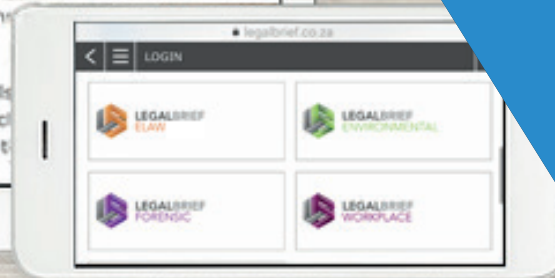 legalbrief.co.za
LOGIN
LEGALBRIEF
ELAW
LEGALBRIEF
ENVIRONMENTAL
LEGALBRIEF
FORENSIC
LEGALBRIEF
WORKPLACE